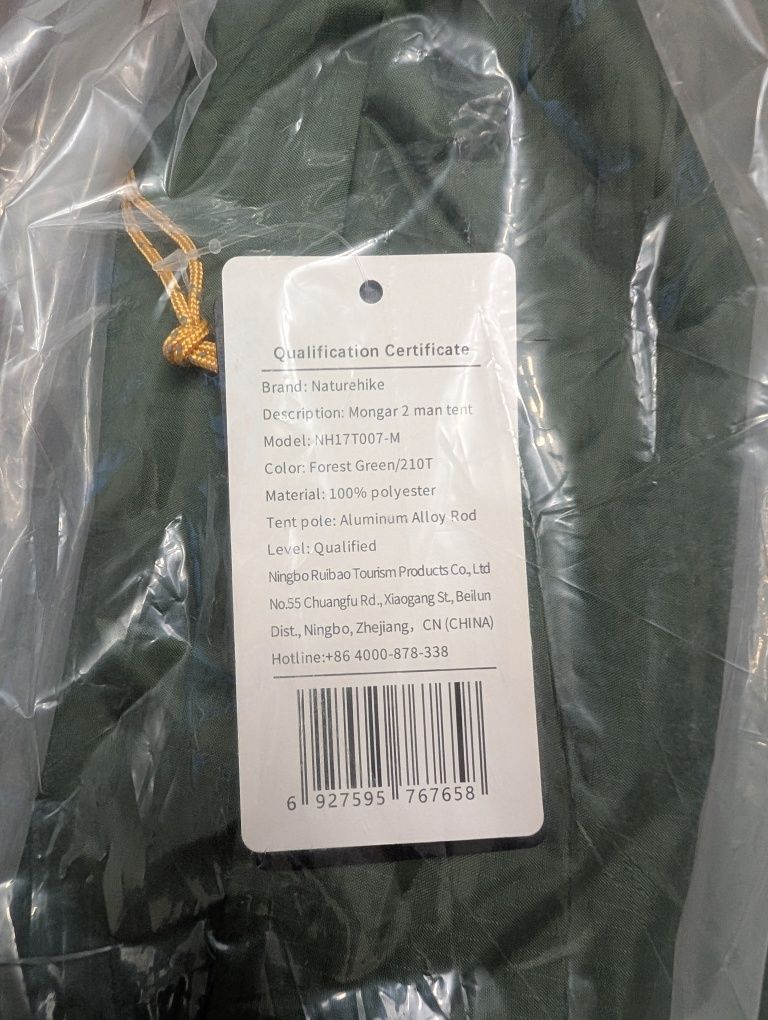 Qualification Certificate
Brand: Naturehike
Description: Mongar 2 man tent
Model: NH17T007-M
Color: Forest Green/210T
Material: 100% polyester
Tent pole: Aluminum Alloy Rod
Level: Qualified
Ningbo Ruibao Tourism Products Co., Ltd
No.55 Chuangfu Rd., Xiaogang St., Beilun
Dist., Ningbo, Zhejiang, CN (CHINA)
Hotline:+86 4000-878-338
6 927595 767658